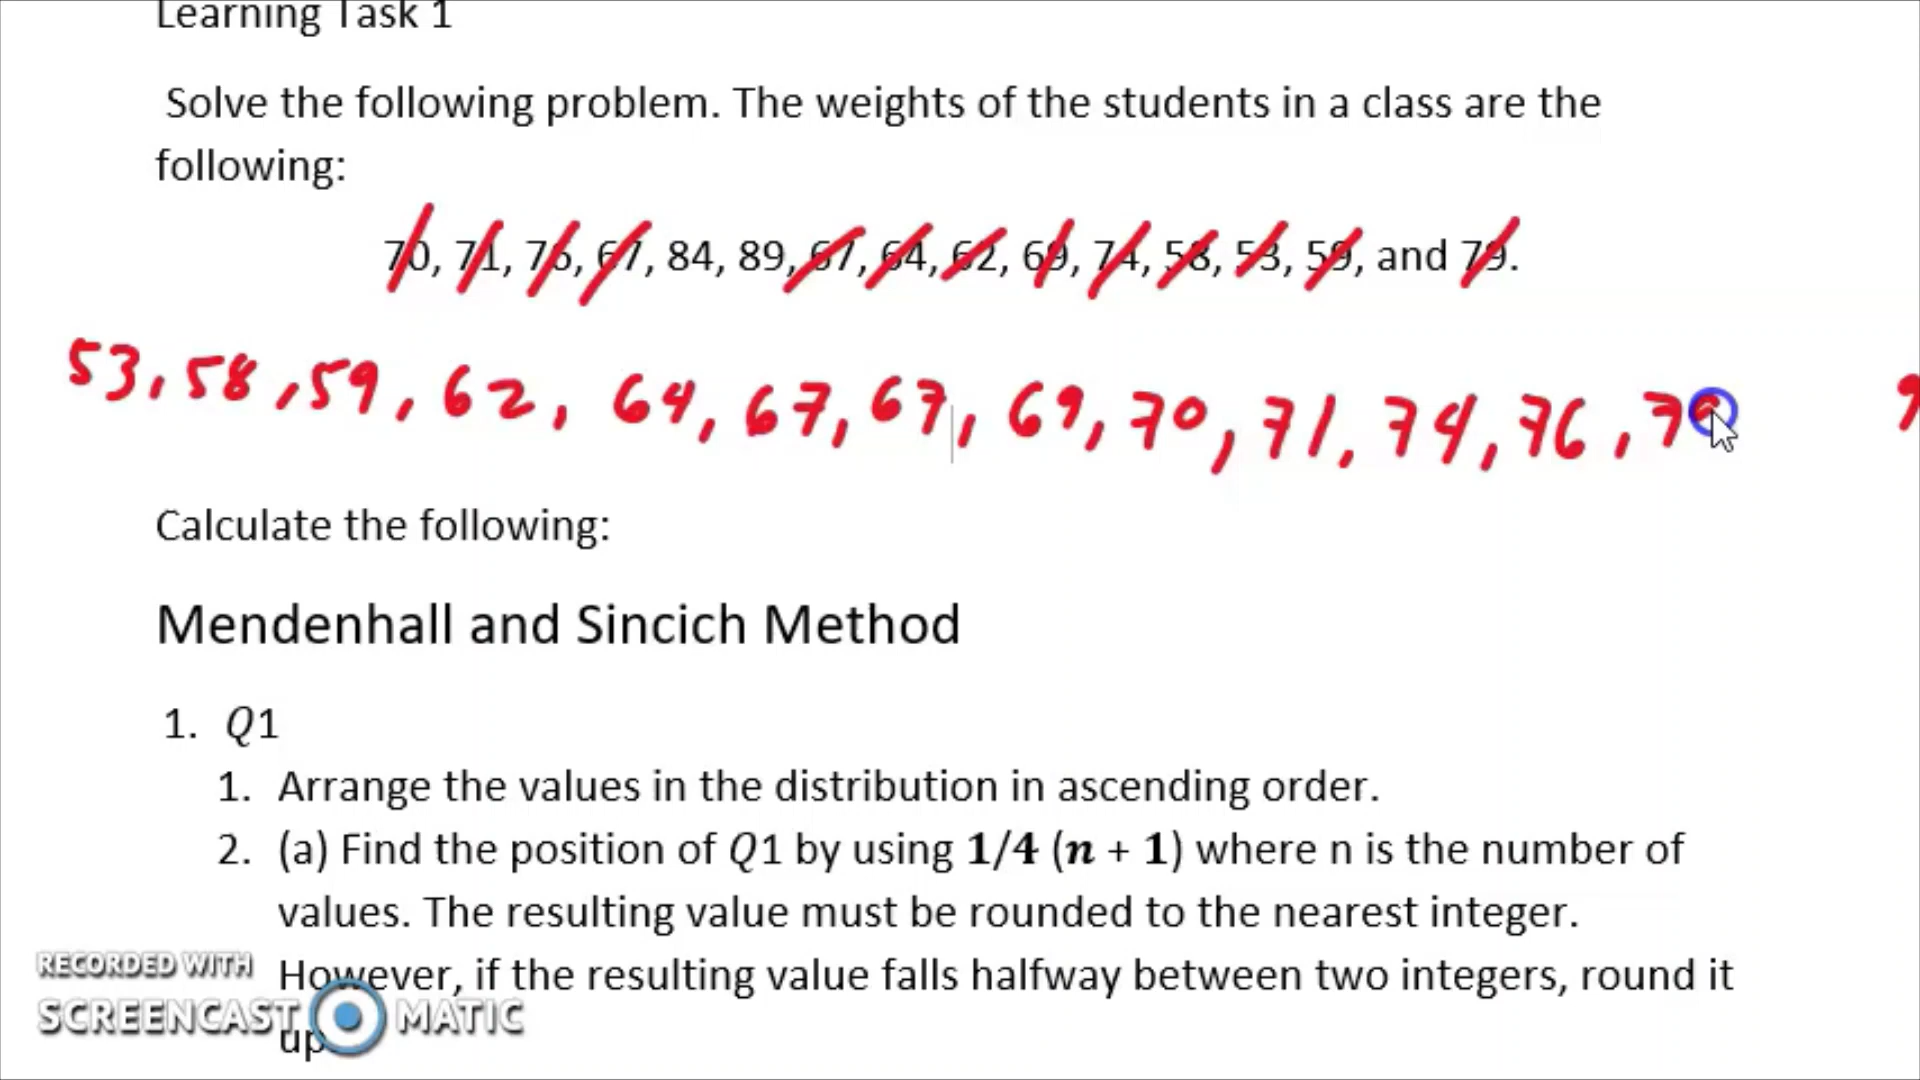 Learning Task 1
Solve the following problem. The weights of the students in a class are the
following:
70, 71, 76, 67, 84, 89, 67, 64, 62, 69, 74, 58, 53, 59, and 79.
53, 58, 59, 62, 64, 67, 67, 69, 70, 71, 74, 76, 79
Calculate the following:
Mendenhall and Sincich Method
1. Q1
1. Arrange the values in the distribution in ascending order.
2. (a) Find the position of Q1 by using 1/4 (n + 1) where n is the number of
values. The resulting value must be rounded to the nearest integer.
However, if the resulting value falls halfway between two integers, round it
up
RECORDED WITH
SCREENCAST MATIC